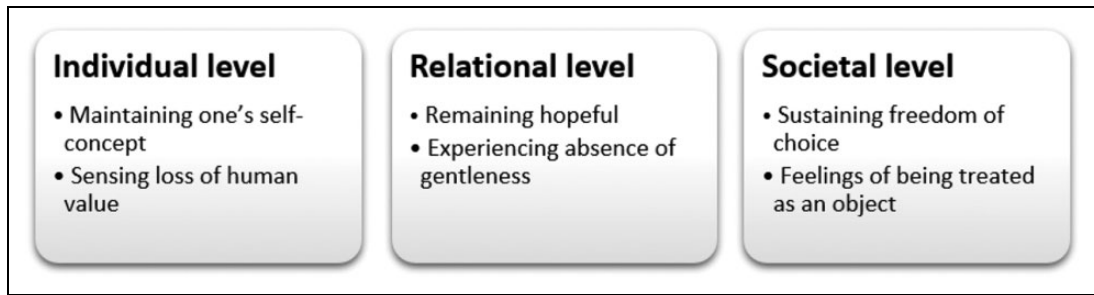 Individual level
• Maintaining one's self-
concept
• Sensing loss of human
value
Relational level
• Remaining hopeful
• Experiencing absence of
gentleness
Societal level
• Sustaining freedom of
choice
• Feelings of being treated
as an object